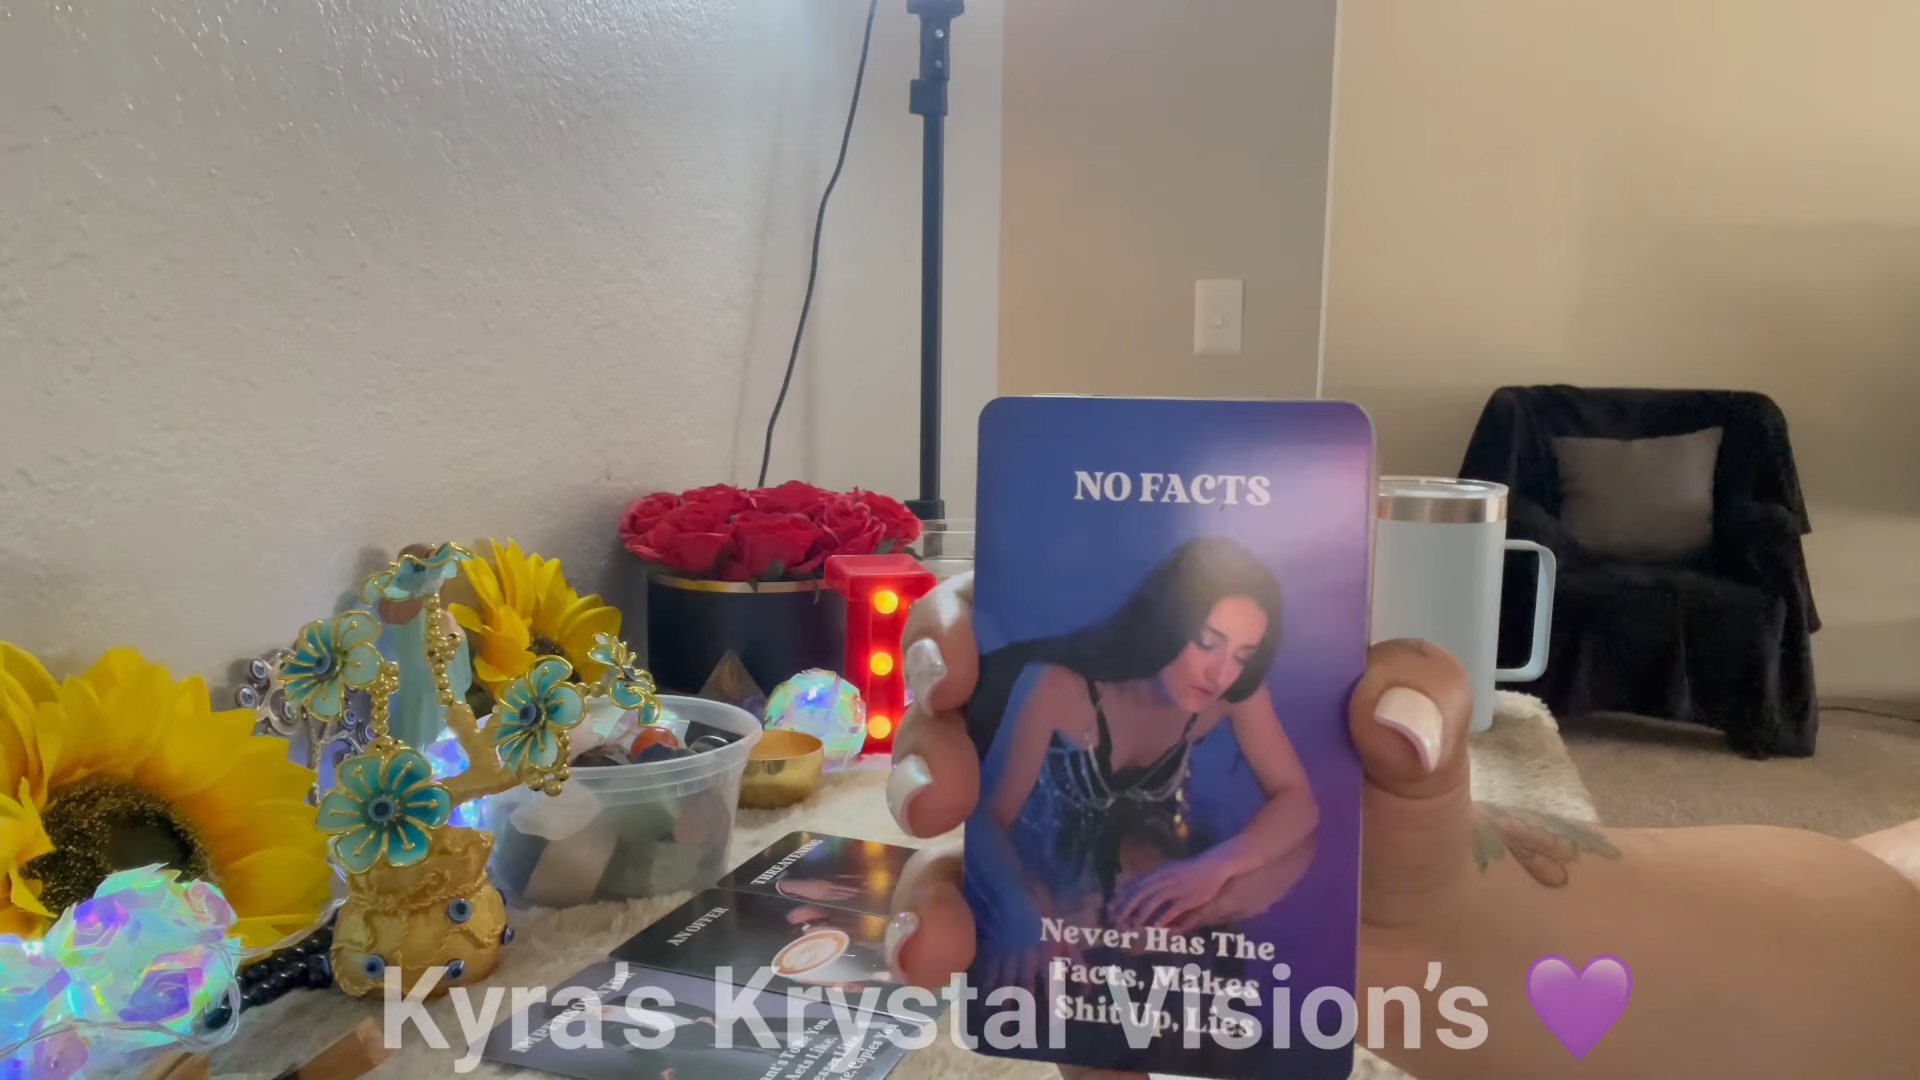 NO FACTS
Never Has The
Facts, Makes
Shit Up, Lies
THREATENING
AN OFFER
Kyra’s Krystal Vision’s 💜